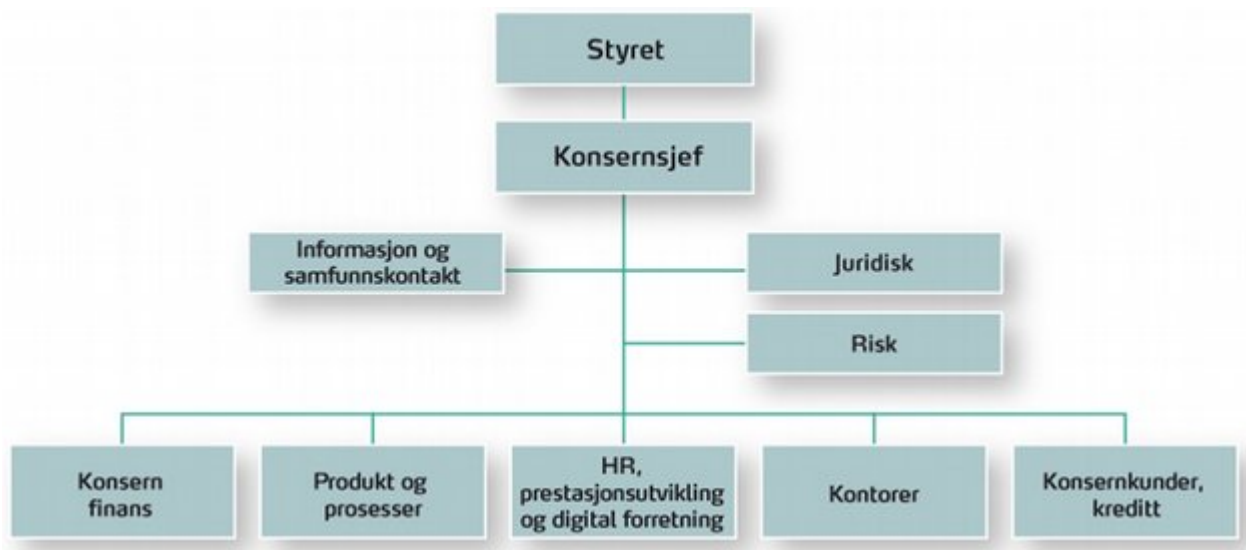 Styret
Konsernsjef
Informasjon og
samfunnskontakt
Juridisk
Risk
Konsern
finans
Produkt og
prosesser
HR,
prestasjonsutvikling
og digital forretning
Kontorer
Konsernkunder,
kreditt